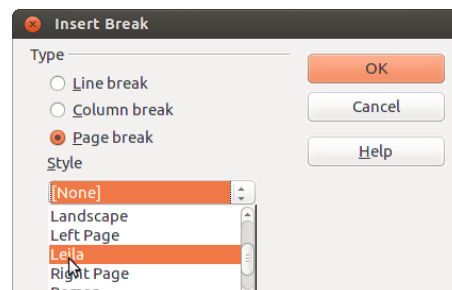 Insert Break
Type
Line break
Column break
Page break
Style
[None]
Landscape
Left Page
Leila
Right Page
OK
Cancel
Help